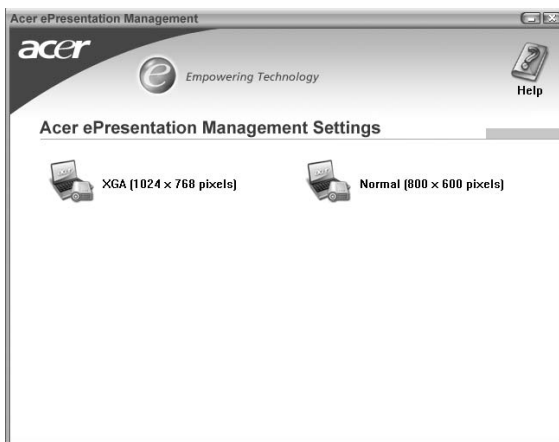 Acer ePresentation Management
acer
e Empowering Technology
Help
Acer ePresentation Management Settings
XGA (1024 x 768 pixels)
Normal (800 x 600 pixels)